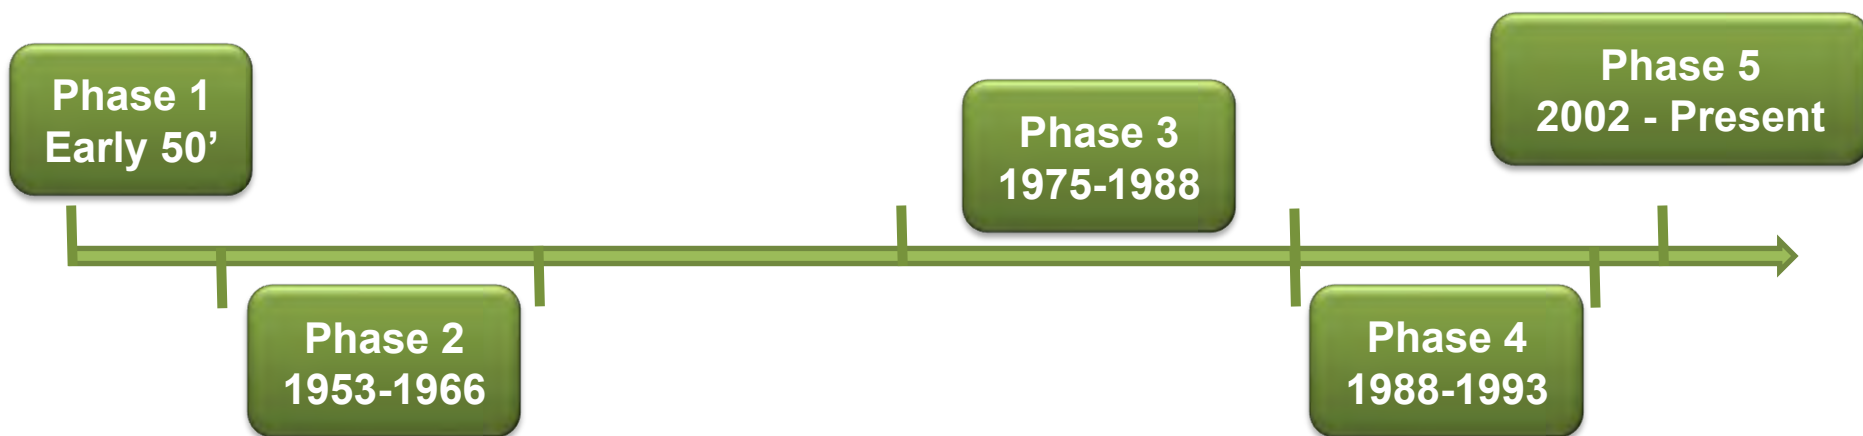 Phase 1
Early 50’
Phase 2
1953-1966
Phase 3
1975-1988
Phase 4
1988-1993
Phase 5
2002 - Present